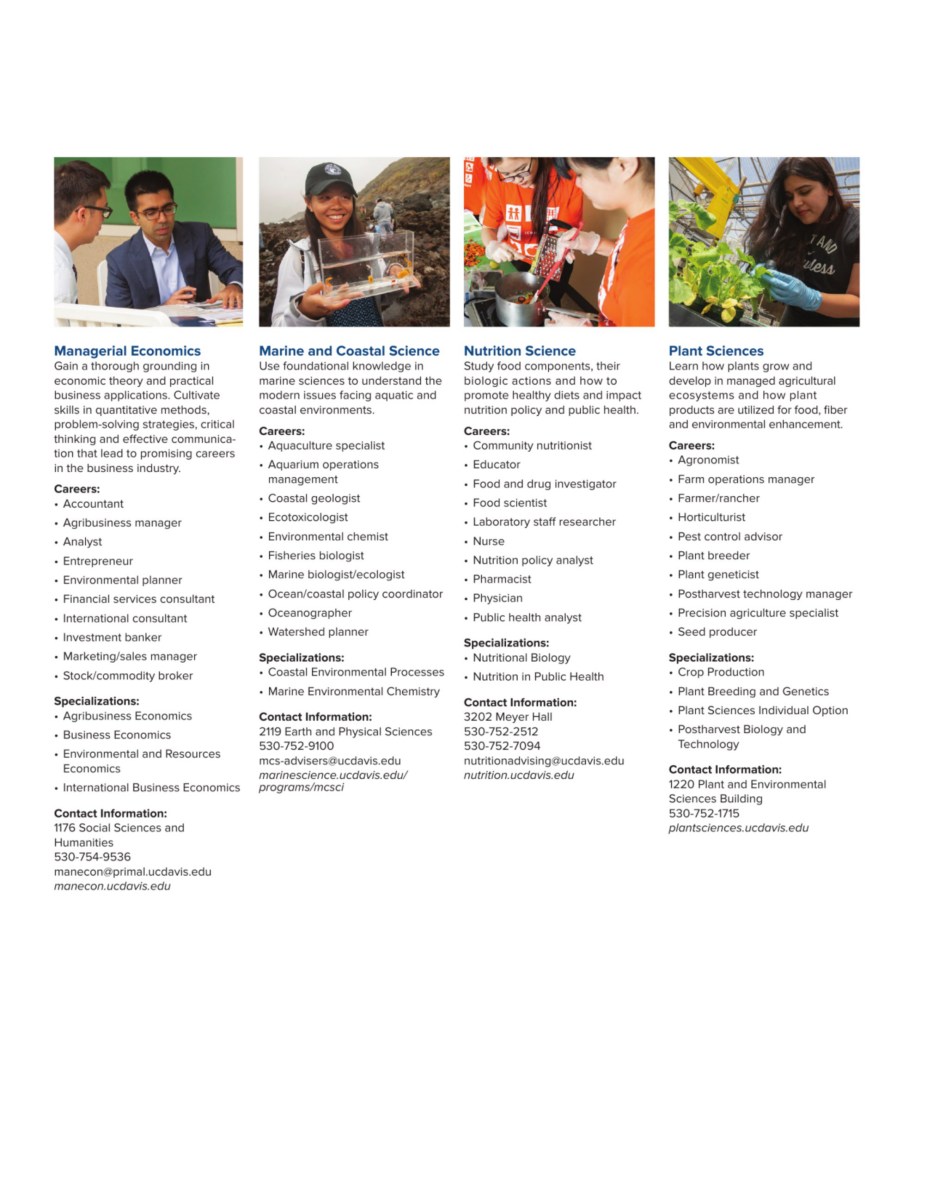 Managerial Economics
Gain a thorough grounding in
economic theory and practical
business applications. Cultivate
skills in quantitative methods,
problem-solving strategies, critical
thinking and effective communica-
tion that lead to promising careers
in the business industry.
Careers:
• Accountant
• Agribusiness manager
• Analyst
• Entrepreneur
• Environmental planner
• Financial services consultant
• International consultant
• Investment banker
• Marketing/sales manager
• Stock/commodity broker
Specializations:
• Agribusiness Economics
• Business Economics
• Environmental and Resources
Economics
• International Business Economics
Contact Information:
1176 Social Sciences and
Humanities
530-754-9536
manecon@primal.ucdavis.edu
manecon.ucdavis.edu
Marine and Coastal Science
Use foundational knowledge in
marine sciences to understand the
modern issues facing aquatic and
coastal environments.
Careers:
• Aquaculture specialist
• Aquarium operations
management
• Coastal geologist
• Ecotoxicologist
• Environmental chemist
• Fisheries biologist
• Marine biologist/ecologist
• Ocean/coastal policy coordinator
• Oceanographer
• Watershed planner
Specializations:
• Coastal Environmental Processes
• Marine Environmental Chemistry
Contact Information:
2119 Earth and Physical Sciences
530-752-9100
mcs-advisers@ucdavis.edu
marinescience.ucdavis.edu/
programs/mcsci
Nutrition Science
Study food components, their
biologic actions and how to
promote healthy diets and impact
nutrition policy and public health.
Careers:
• Community nutritionist
• Educator
• Food and drug investigator
• Food scientist
• Laboratory staff researcher
• Nurse
• Nutrition policy analyst
• Pharmacist
• Physician
• Public health analyst
Specializations:
• Nutritional Biology
• Nutrition in Public Health
Contact Information:
3202 Meyer Hall
530-752-2512
530-752-7094
nutritionadvising@ucdavis.edu
nutrition.ucdavis.edu
Plant Sciences
Learn how plants grow and
develop in managed agricultural
ecosystems and how plant
products are utilized for food, fiber
and environmental enhancement.
Careers:
• Agronomist
• Farm operations manager
• Farmer/rancher
• Horticulturist
• Pest control advisor
• Plant breeder
• Plant geneticist
• Postharvest technology manager
• Precision agriculture specialist
• Seed producer
Specializations:
• Crop Production
• Plant Breeding and Genetics
• Plant Sciences Individual Option
• Postharvest Biology and
Technology
Contact Information:
1220 Plant and Environmental
Sciences Building
530-752-1715
plantsciences.ucdavis.edu